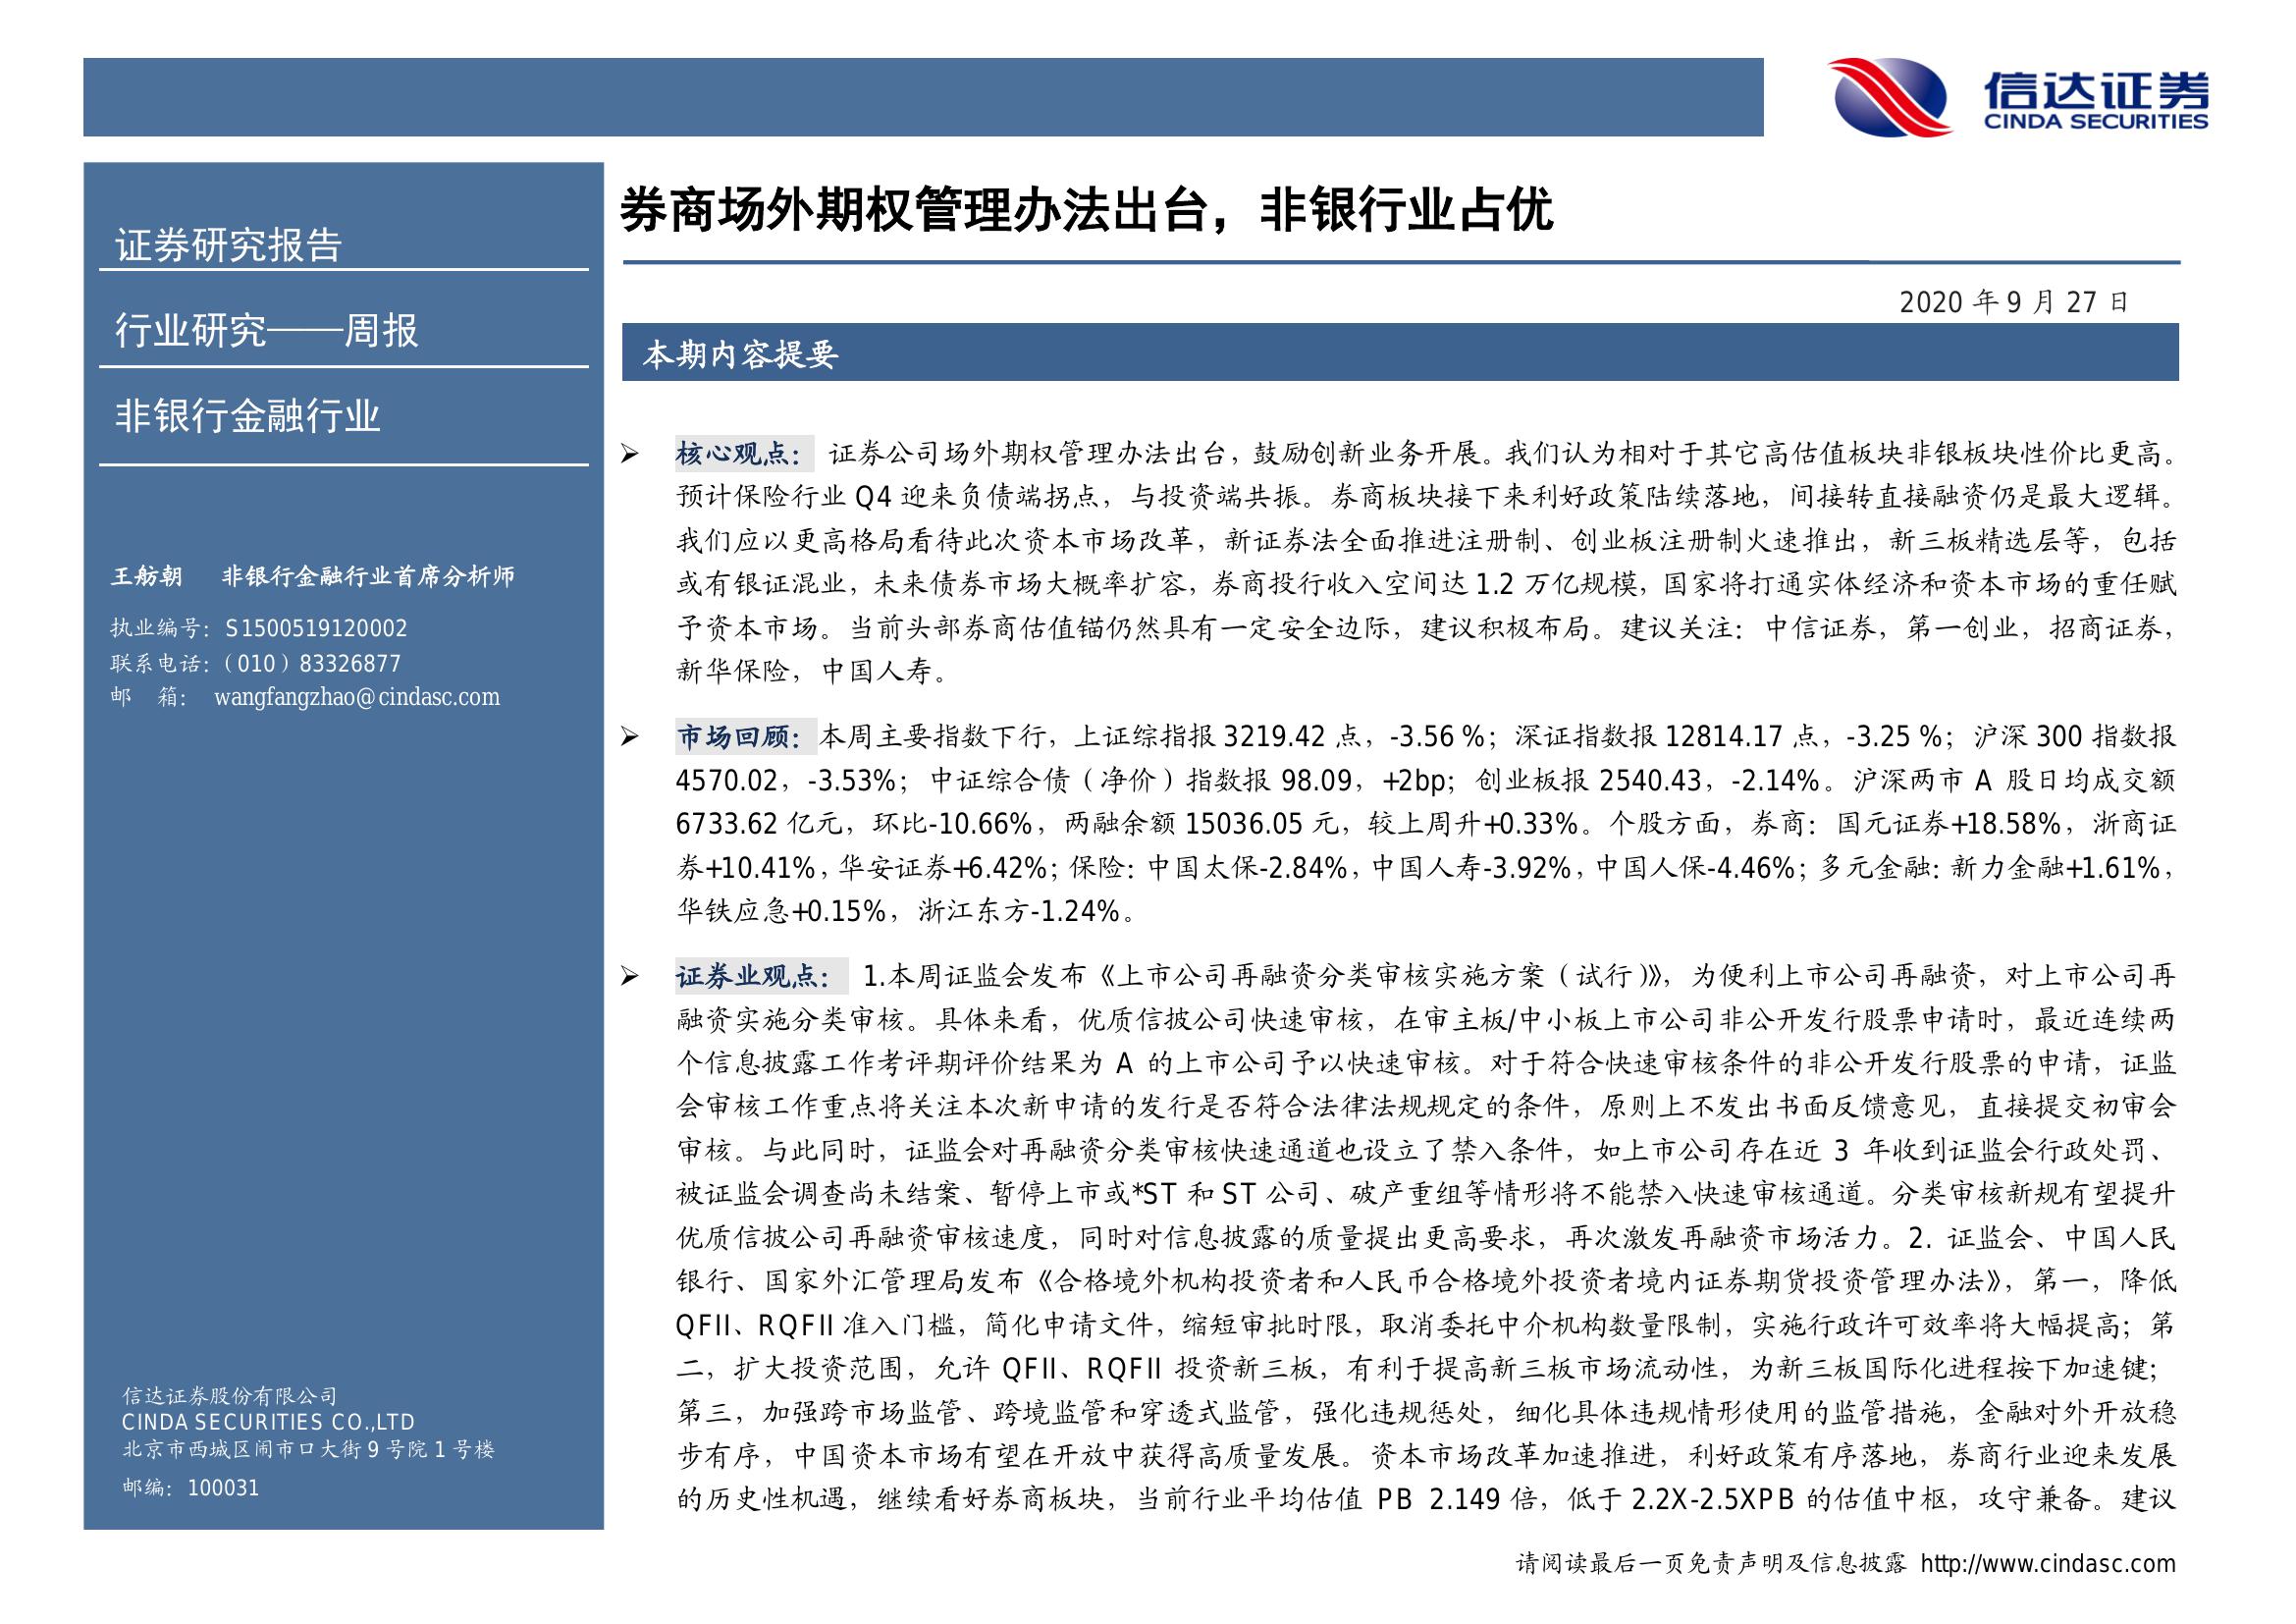 信达证券
CINDA SECURITIES
证券研究报告
行业研究——周报
非银行金融行业
王舫朝 非银行金融行业首席分析师
执业编号：S1500519120002
联系电话：（010）83326877
邮 箱： wangfangzhao@cindasc.com
信达证券股份有限公司
CINDA SECURITIES CO.,LTD
北京市西城区闹市口大街 9 号院 1 号楼
邮编：100031
券商场外期权管理办法出台，非银行业占优
2020 年 9 月 27 日
本期内容提要
➢ 核心观点： 证券公司场外期权管理办法出台，鼓励创新业务开展。我们认为相对于其它高估值板块非银板块性价比更高。
预计保险行业 Q4 迎来负债端拐点，与投资端共振。券商板块接下来利好政策陆续落地，间接转直接融资仍是最大逻辑。
我们应以更高格局看待此次资本市场改革，新证券法全面推进注册制、创业板注册制火速推出，新三板精选层等，包括
或有银证混业，未来债券市场大概率扩容，券商投行收入空间达 1.2 万亿规模，国家将打通实体经济和资本市场的重任赋
予资本市场。当前头部券商估值锚仍然具有一定安全边际，建议积极布局。建议关注：中信证券，第一创业，招商证券，
新华保险，中国人寿。
➢ 市场回顾：本周主要指数下行，上证综指报 3219.42 点，-3.56 %；深证指数报 12814.17 点，-3.25 %；沪深 300 指数报
4570.02，-3.53%；中证综合债（净价）指数报 98.09，+2bp；创业板报 2540.43，-2.14%。沪深两市 A 股日均成交额
6733.62 亿元，环比-10.66%，两融余额 15036.05 元，较上周升+0.33%。个股方面，券商：国元证券+18.58%，浙商证
券+10.41%，华安证券+6.42%；保险：中国太保-2.84%，中国人寿-3.92%，中国人保-4.46%；多元金融：新力金融+1.61%，
华铁应急+0.15%，浙江东方-1.24%。
➢ 证券业观点： 1.本周证监会发布《上市公司再融资分类审核实施方案（试行）》，为便利上市公司再融资，对上市公司再
融资实施分类审核。具体来看，优质信披公司快速审核，在审主板/中小板上市公司非公开发行股票申请时，最近连续两
个信息披露工作考评期评价结果为 A 的上市公司予以快速审核。对于符合快速审核条件的非公开发行股票的申请，证监
会审核工作重点将关注本次新申请的发行是否符合法律法规规定的条件，原则上不发出书面反馈意见，直接提交初审会
审核。与此同时，证监会对再融资分类审核快速通道也设立了禁入条件，如上市公司存在近 3 年收到证监会行政处罚、
被证监会调查尚未结案、暂停上市或*ST 和 ST 公司、破产重组等情形将不能禁入快速审核通道。分类审核新规有望提升
优质信披公司再融资审核速度，同时对信息披露的质量提出更高要求，再次激发再融资市场活力。2. 证监会、中国人民
银行、国家外汇管理局发布《合格境外机构投资者和人民币合格境外投资者境内证券期货投资管理办法》，第一，降低
QFII、RQFII 准入门槛，简化申请文件，缩短审批时限，取消委托中介机构数量限制，实施行政许可效率将大幅提高；第
二，扩大投资范围，允许 QFII、RQFII 投资新三板，有利于提高新三板市场流动性，为新三板国际化进程按下加速键；
第三，加强跨市场监管、跨境监管和穿透式监管，强化违规惩处，细化具体违规情形使用的监管措施，金融对外开放稳
步有序，中国资本市场有望在开放中获得高质量发展。资本市场改革加速推进，利好政策有序落地，券商行业迎来发展
的历史性机遇，继续看好券商板块，当前行业平均估值 PB 2.149 倍，低于 2.2X-2.5XPB 的估值中枢，攻守兼备。建议
请阅读最后一页免责声明及信息披露 http://www.cindasc.com